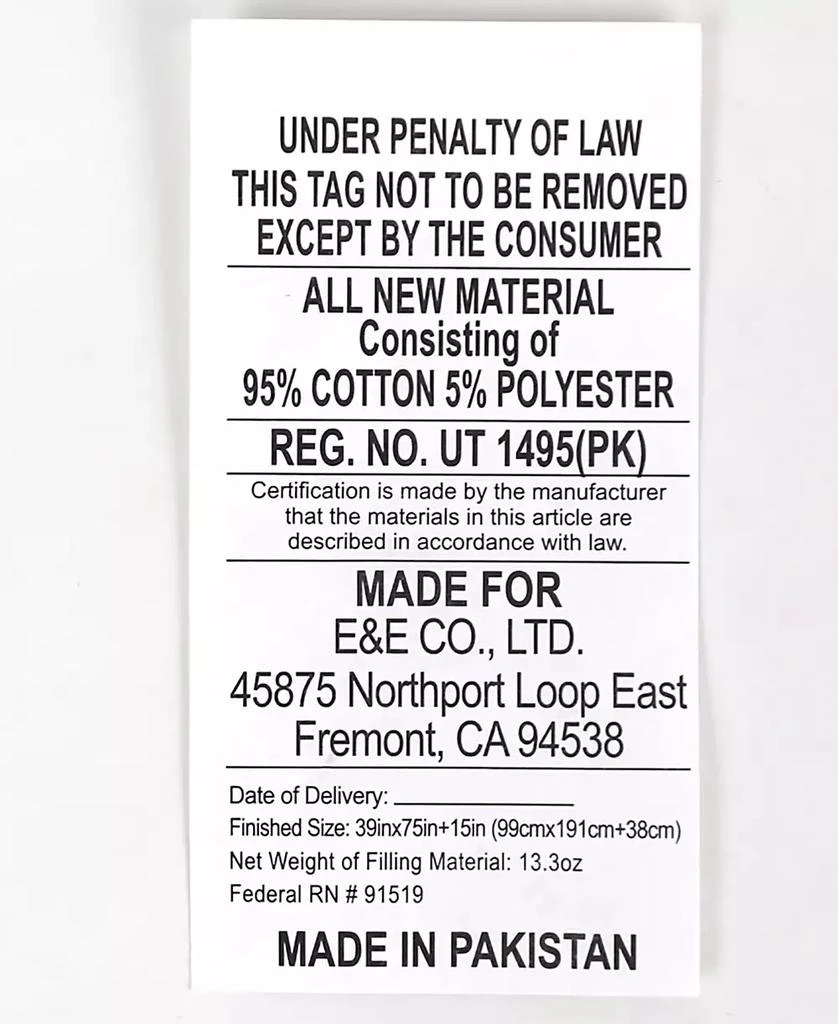 UNDER PENALTY OF LAW
THIS TAG NOT TO BE REMOVED
EXCEPT BY THE CONSUMER
ALL NEW MATERIAL
Consisting of
95% COTTON 5% POLYESTER
REG. NO. UT 1495(PK)
Certification is made by the manufacturer
that the materials in this article are
described in accordance with law.
MADE FOR
E&E CO., LTD.
45875 Northport Loop East
Fremont, CA 94538
Date of Delivery: _______________
Finished Size: 39inx75in+15in (99cmx191cm+38cm)
Net Weight of Filling Material: 13.3oz
Federal RN # 91519
MADE IN PAKISTAN